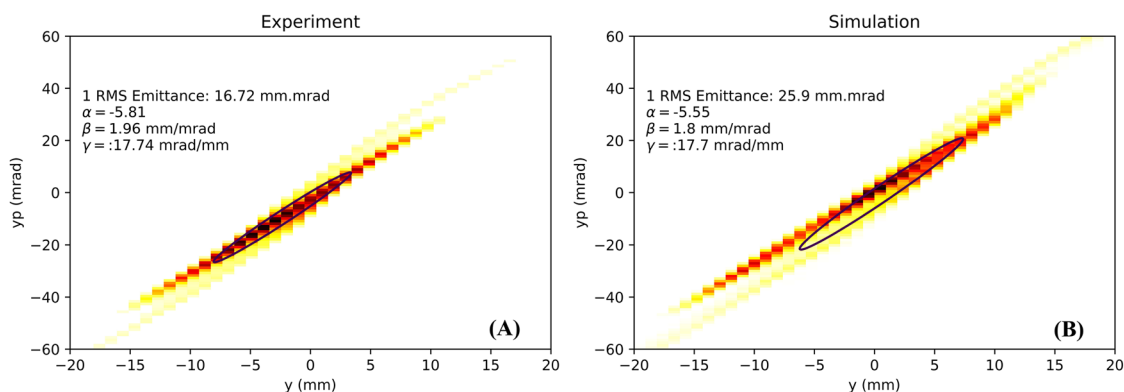 Experiment
60
40
20
0
−20
−40
−60
yp (mrad)
1 RMS Emittance: 16.72 mm.mrad
α = -5.81
β = 1.96 mm/mrad
γ = :17.74 mrad/mm
(A)
−20 −15 −10 −5 0 5 10 15 20
y (mm)
Simulation
60
40
20
0
−20
−40
−60
yp (mrad)
1 RMS Emittance: 25.9 mm.mrad
α = -5.55
β = 1.8 mm/mrad
γ = :17.7 mrad/mm
(B)
−20 −15 −10 −5 0 5 10 15 20
y (mm)